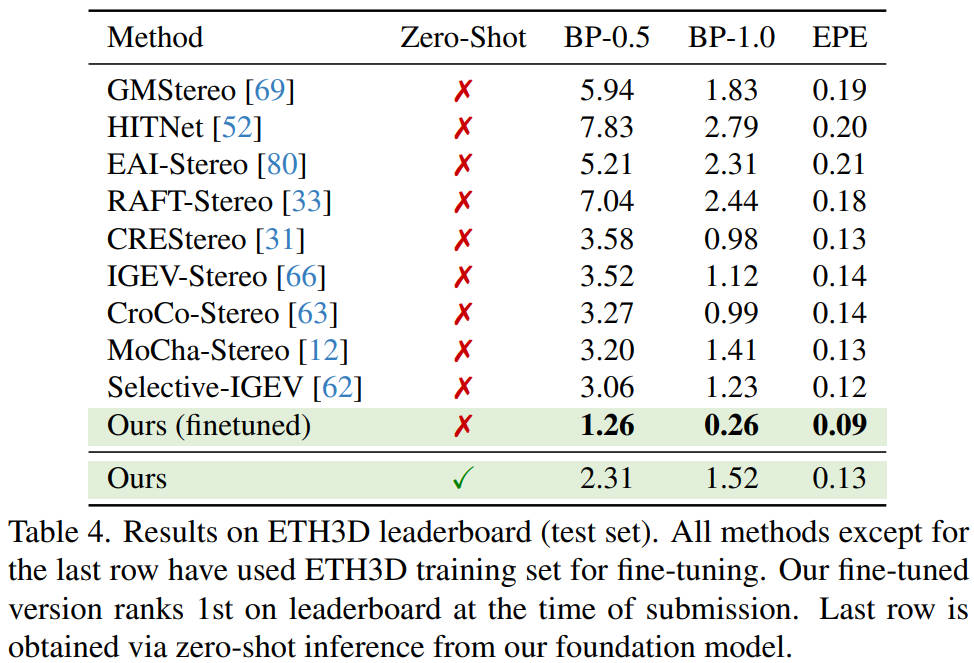 Method Zero-Shot BP-0.5 BP-1.0 EPE
GMStereo [69] ✗ 5.94 1.83 0.19
HITNet [52] ✗ 7.83 2.79 0.20
EAI-Stereo [80] ✗ 5.21 2.31 0.21
RAFT-Stereo [33] ✗ 7.04 2.44 0.18
CREStereo [31] ✗ 3.58 0.98 0.13
IGEV-Stereo [66] ✗ 3.52 1.12 0.14
CroCo-Stereo [63] ✗ 3.27 0.99 0.14
MoCha-Stereo [12] ✗ 3.20 1.41 0.13
Selective-IGEV [62] ✗ 3.06 1.23 0.12
Ours (finetuned) ✗ 1.26 0.26 0.09
Ours ✓ 2.31 1.52 0.13
Table 4. Results on ETH3D leaderboard (test set). All methods except for
the last row have used ETH3D training set for fine-tuning. Our fine-tuned
version ranks 1st on leaderboard at the time of submission. Last row is
obtained via zero-shot inference from our foundation model.